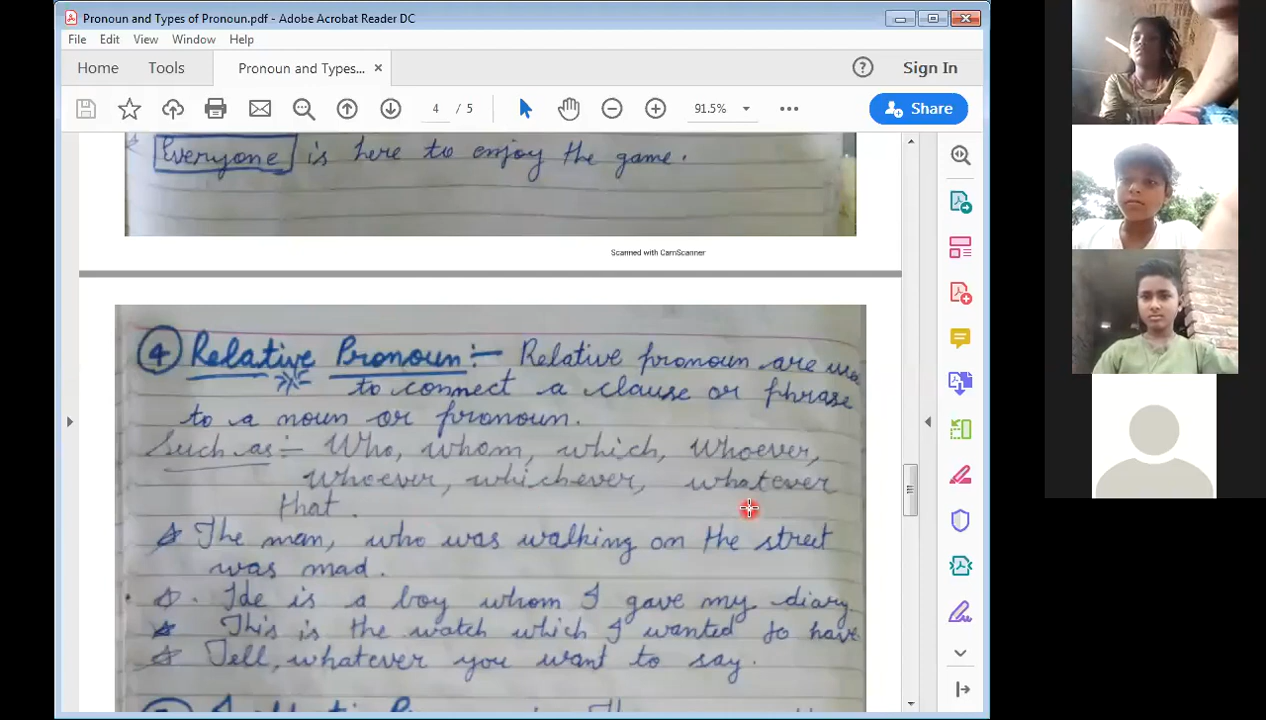 Pronoun and Types of Pronoun.pdf - Adobe Acrobat Reader DC
File Edit View Window Help
Home Tools Pronoun and Types... × Sign In
4 / 5 91.5% Share
Everyone is here to enjoy the game.
Scanned with CamScanner
4 Relative Pronoun :- Relative pronoun are
to connect a clause or phrase
to a noun or pronoun.
Such as :- Who, whom, which, Whoever,
whoever, whichever, whatever
that.
The man, who was walking on the street
was mad.
is a boy whom I gave my diary
This is the watch which I wanted to have
Tell, whatever you want to say.